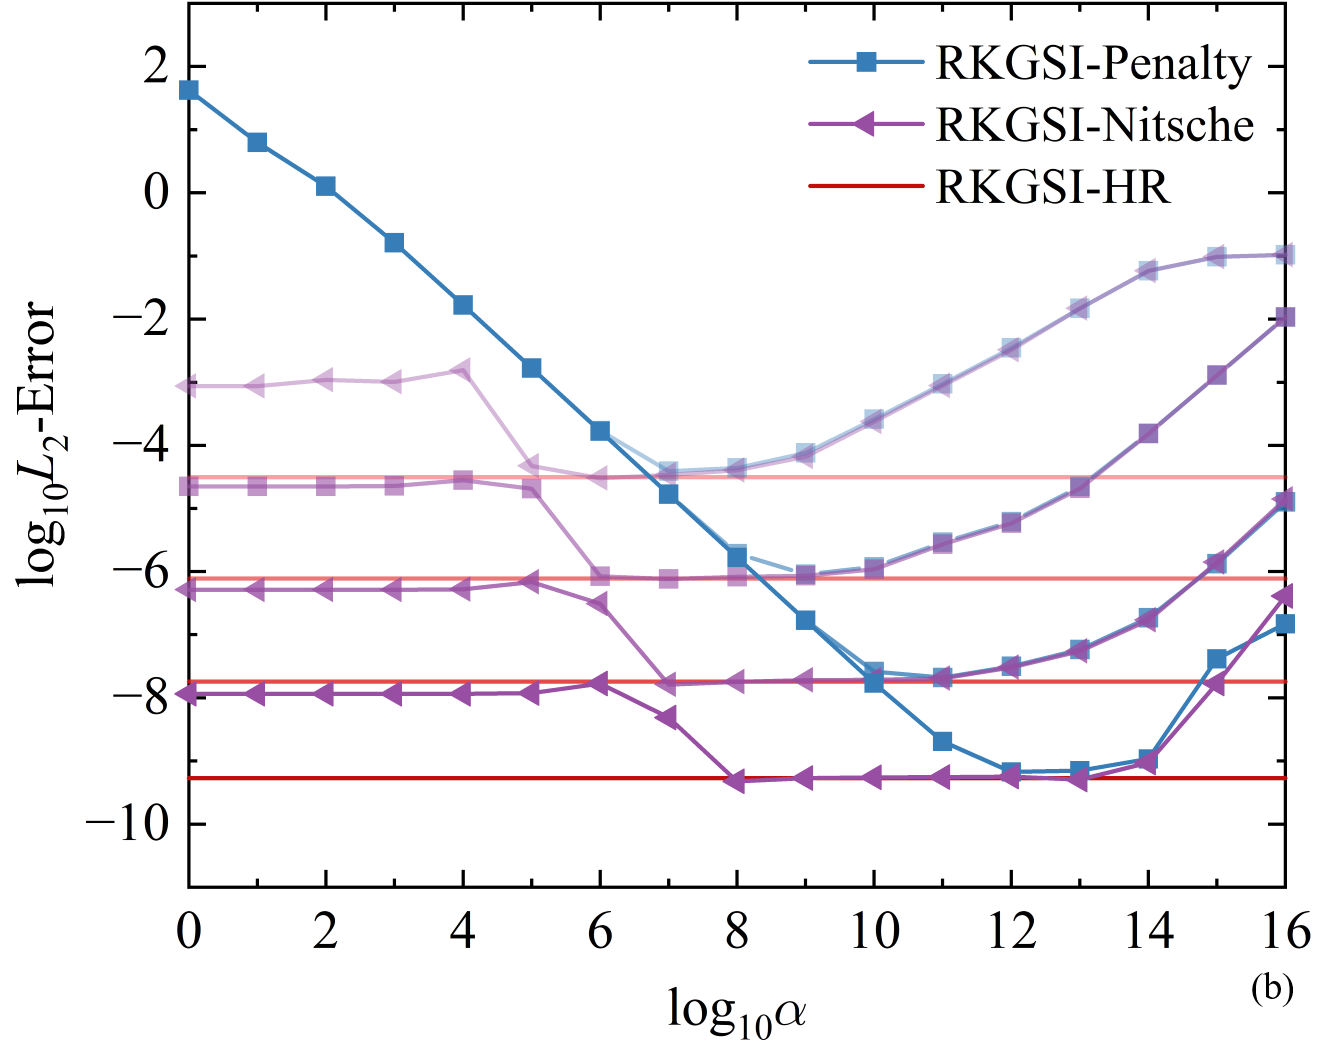 RKGSI-Penalty
RKGSI-Nitsche
RKGSI-HR
log₁₀L₂-Error
2
0
−2
−4
−6
−8
−10
0 2 4 6 8 10 12 14 16
log₁₀α
(b)